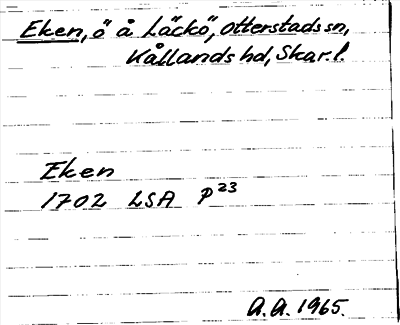 Eken, ö å Läckö, Otterstads sn,
Kållands hd, Skar. l.
Eken
1702 LSA p23
A.A. 1965.